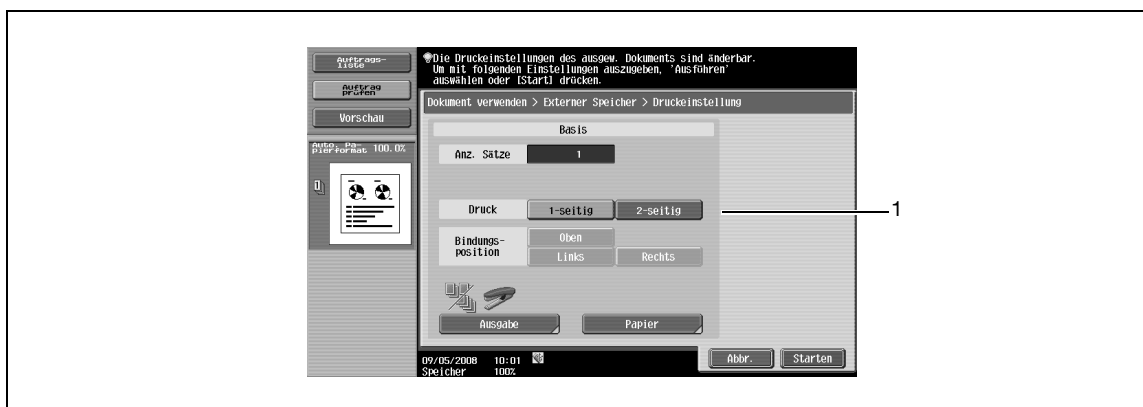 Auftrags-
liste
Auftrag
prüfen
Vorschau
Auto. Pa-
pierformat 100.0%
1
Die Druckeinstellungen des ausgew. Dokuments sind änderbar.
Um mit folgenden Einstellungen auszugeben, 'Ausführen'
auswählen oder [Start] drücken.
Dokument verwenden > Externer Speicher > Druckeinstellung
Basis
Anz. Sätze 1
Druck 1-seitig 2-seitig
1
Bindungs-
position
Oben
Links Rechts
Ausgabe Papier
09/05/2008 10:01
Speicher 100%
Abbr. Starten